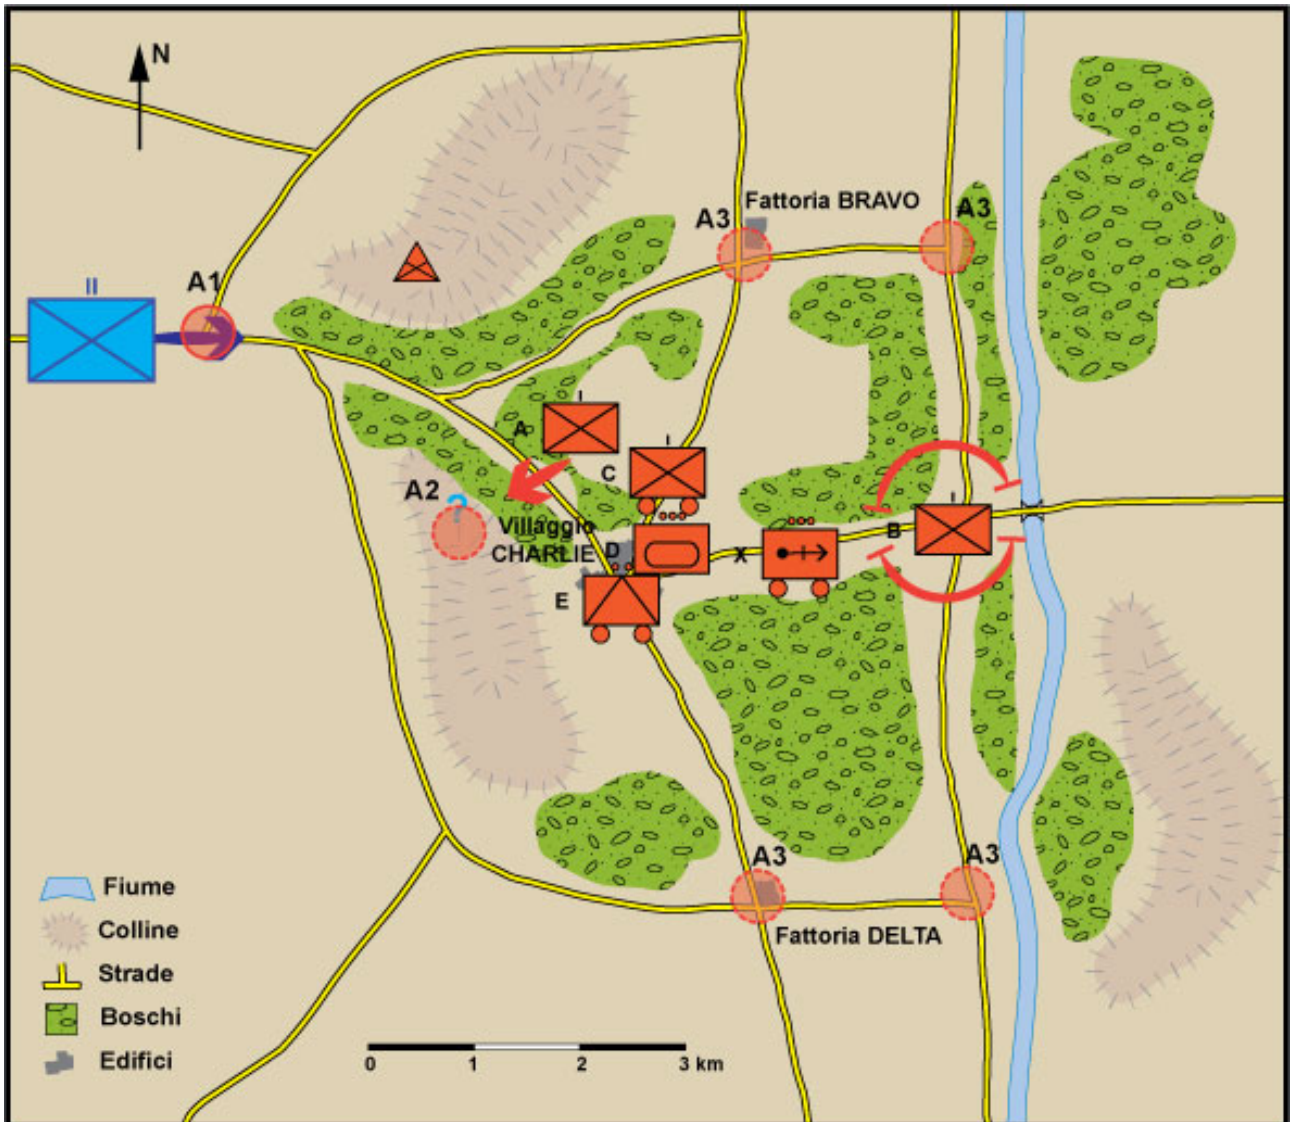 N
Fattoria BRAVO
A3
A3
A1
II
I
A
I
C
A2
?
Villaggio
CHARLIE
D
X
I
B
E
A3
A3
Fattoria DELTA
Fiume
Colline
Strade
Boschi
Edifici
0 1 2 3 km